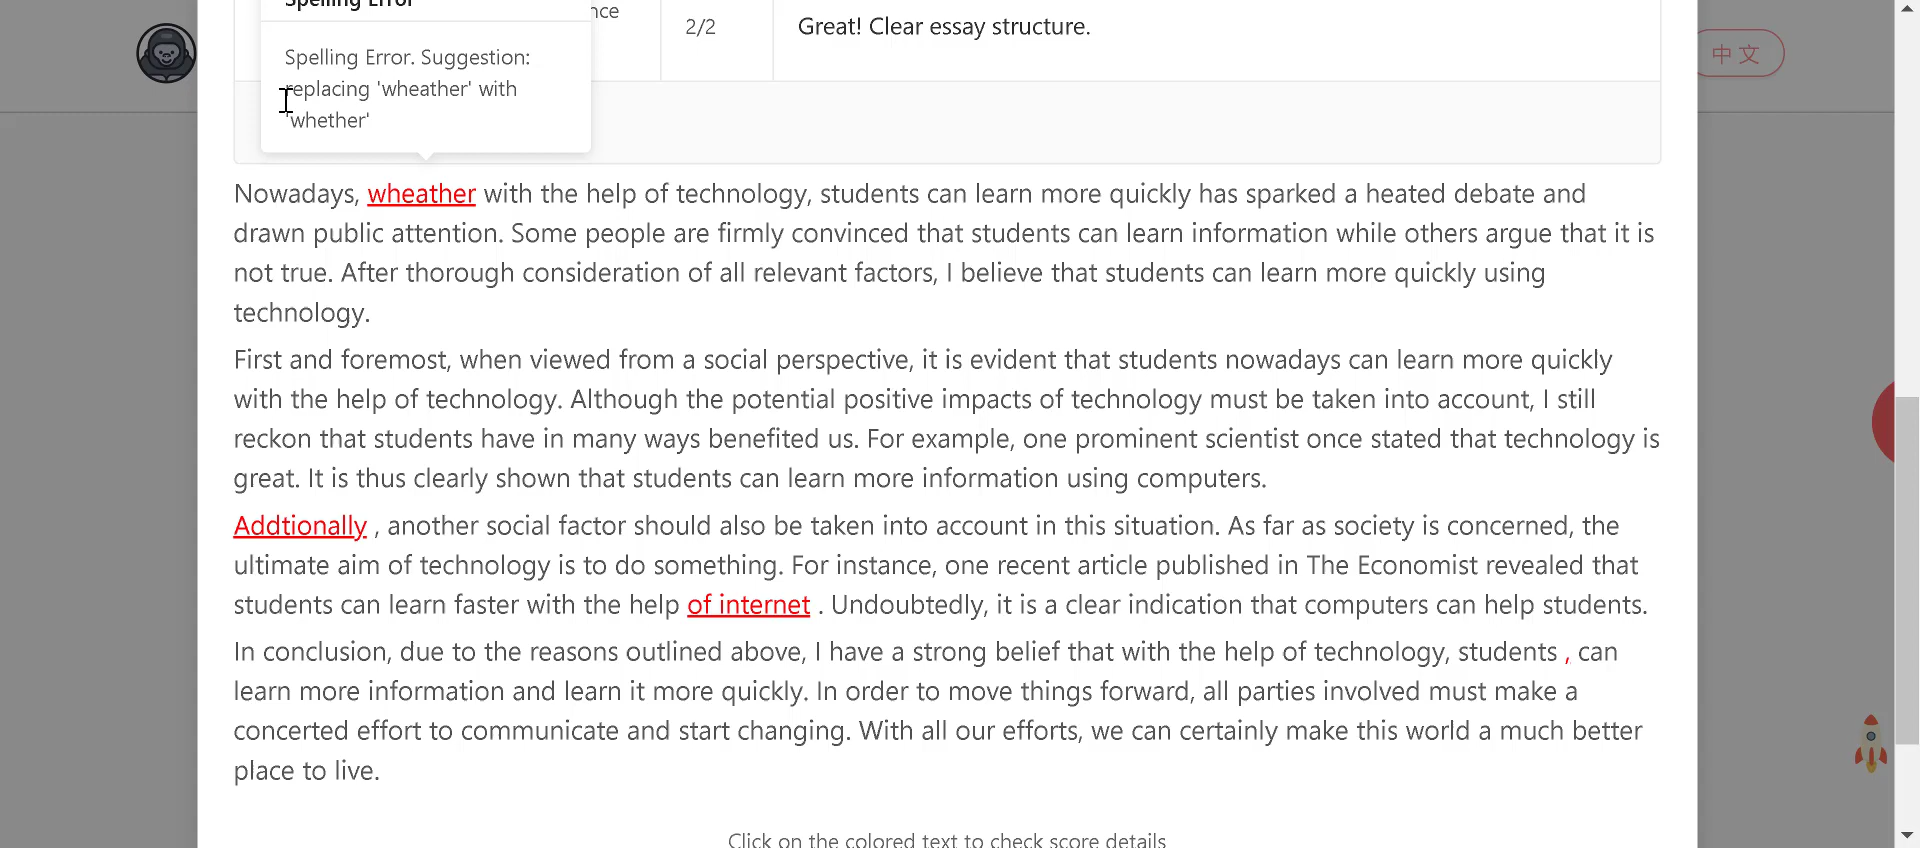 Spelling Error
nce
2/2
Great! Clear essay structure.
中文
Spelling Error. Suggestion:
replacing 'wheather' with
'whether'
Nowadays, wheather with the help of technology, students can learn more quickly has sparked a heated debate and
drawn public attention. Some people are firmly convinced that students can learn information while others argue that it is
not true. After thorough consideration of all relevant factors, I believe that students can learn more quickly using
technology.
First and foremost, when viewed from a social perspective, it is evident that students nowadays can learn more quickly
with the help of technology. Although the potential positive impacts of technology must be taken into account, I still
reckon that students have in many ways benefited us. For example, one prominent scientist once stated that technology is
great. It is thus clearly shown that students can learn more information using computers.
Addtionally , another social factor should also be taken into account in this situation. As far as society is concerned, the
ultimate aim of technology is to do something. For instance, one recent article published in The Economist revealed that
students can learn faster with the help of internet . Undoubtedly, it is a clear indication that computers can help students.
In conclusion, due to the reasons outlined above, I have a strong belief that with the help of technology, students , can
learn more information and learn it more quickly. In order to move things forward, all parties involved must make a
concerted effort to communicate and start changing. With all our efforts, we can certainly make this world a much better
place to live.
Click on the colored text to check score details